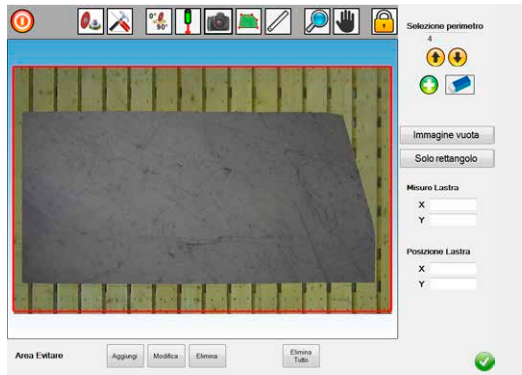 0°
90°
Selezione perimetro
4
Immagine vuota
Solo rettangolo
Misure Lastra
X
Y
Posizione Lastra
X
Y
Area Evitare
Aggiungi
Modifica
Elimina
Elimina
Tutto